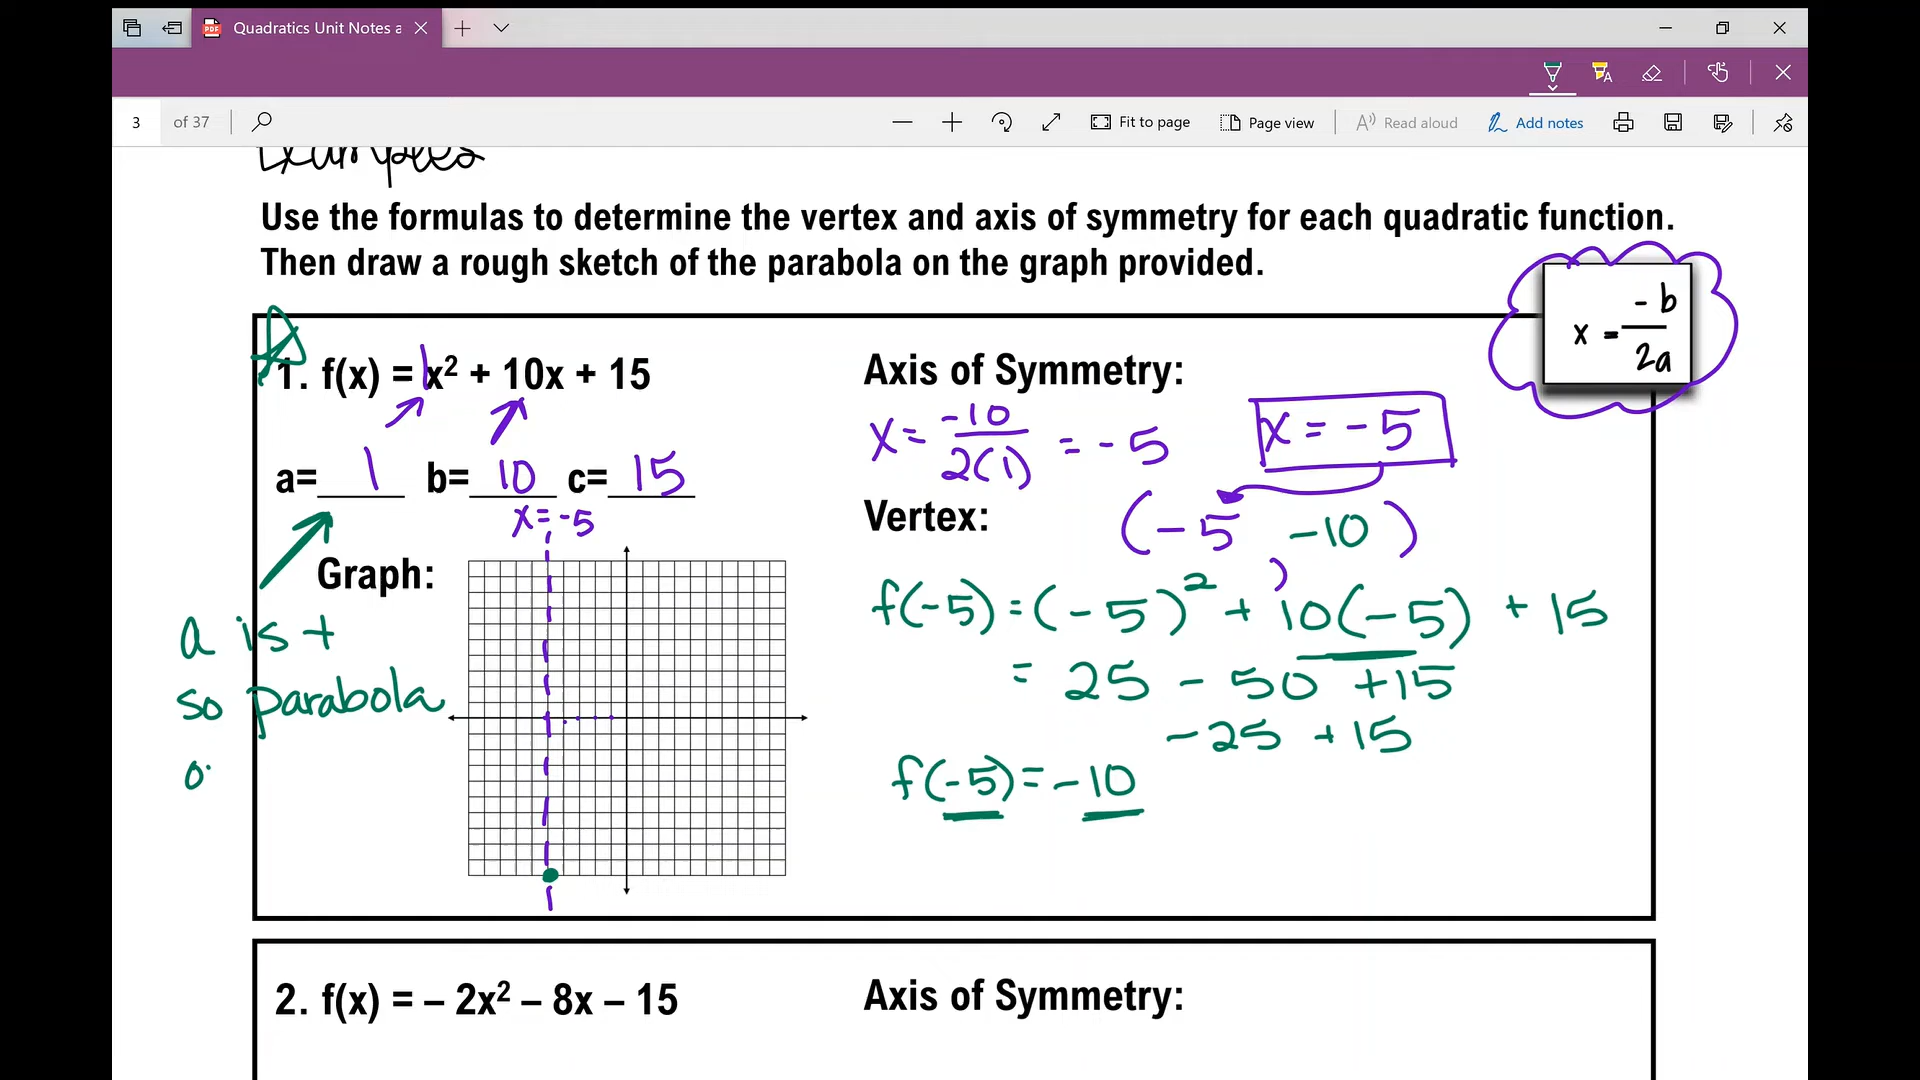 Quadratics Unit Notes a
3 of 37
Fit to page
Page view
Read aloud
Add notes
Examples
Use the formulas to determine the vertex and axis of symmetry for each quadratic function.
Then draw a rough sketch of the parabola on the graph provided.
x = -b/2a
1. f(x) = 1x² + 10x + 15
a= 1 b= 10 c= 15
x = -5
Graph:
a is +
so parabola
o
Axis of Symmetry:
x = -10/2(1) = -5
x = -5
Vertex:
(-5, -10)
f(-5) = (-5)² + 10(-5) + 15
= 25 - 50 + 15
-25 + 15
f(-5) = -10
2. f(x) = – 2x² – 8x – 15
Axis of Symmetry: